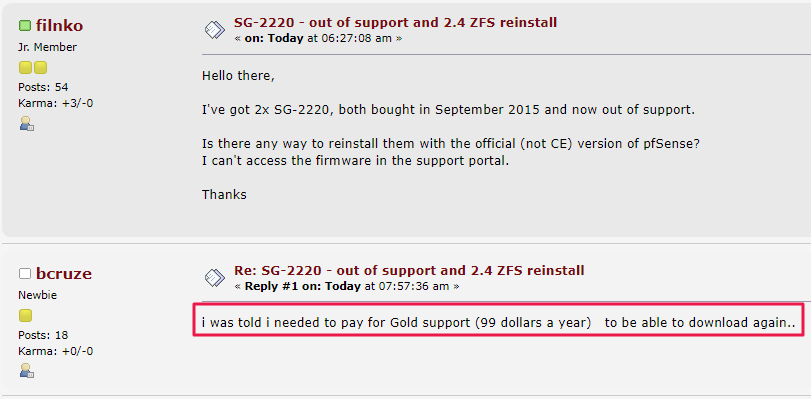 filnko
Jr. Member
Posts: 54
Karma: +3/-0
SG-2220 - out of support and 2.4 ZFS reinstall
« on: Today at 06:27:08 am »
Hello there,
I've got 2x SG-2220, both bought in September 2015 and now out of support.
Is there any way to reinstall them with the official (not CE) version of pfSense?
I can't access the firmware in the support portal.
Thanks
bcruze
Newbie
Posts: 18
Karma: +0/-0
Re: SG-2220 - out of support and 2.4 ZFS reinstall
« Reply #1 on: Today at 07:57:36 am »
i was told i needed to pay for Gold support (99 dollars a year)   to be able to download again..